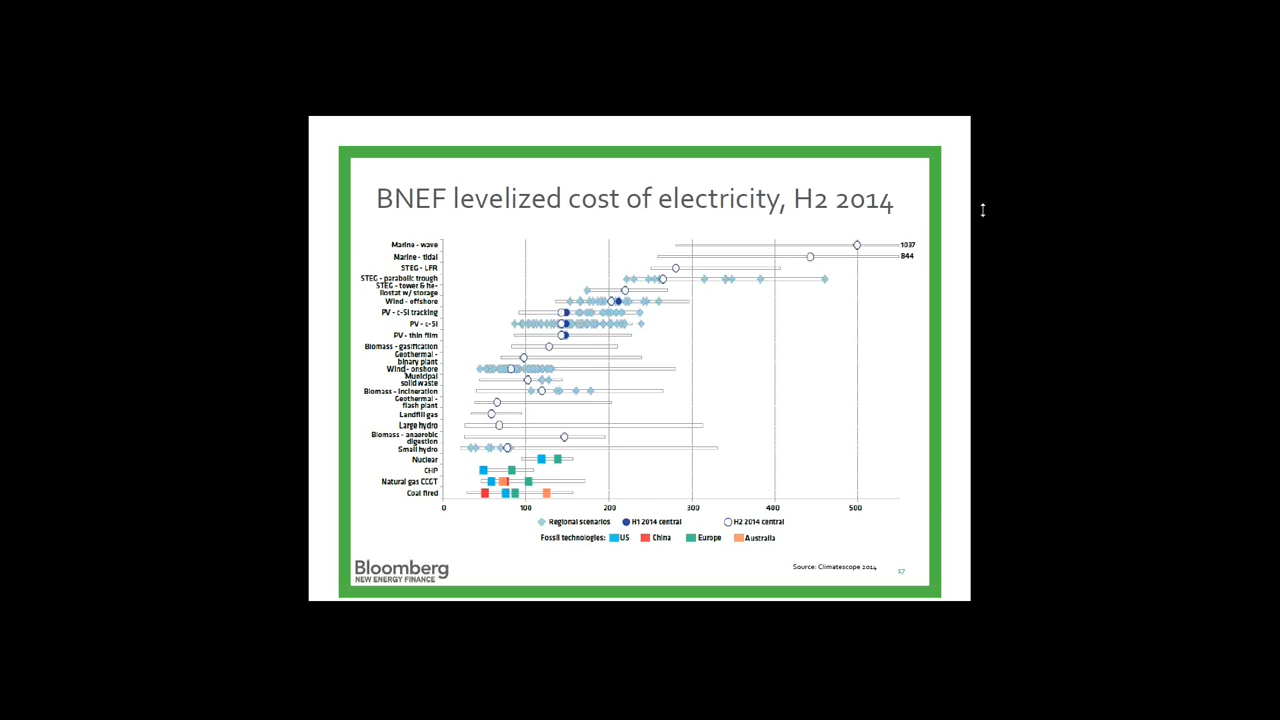 BNEF levelized cost of electricity, H2 2014
Marine - wave
1037
Marine - tidal
844
STEG - LFR
STEG - parabolic trough
STEG - tower & he-
liostat w/ storage
Wind - offshore
PV - c-SI tracking
PV - c-SI
PV - thin film
Biomass - gasification
Geothermal -
binary plant
Wind - onshore
Municipal
solid waste
Biomass - incineration
Geothermal -
flash plant
Landfill gas
Large hydro
Biomass - anaerobic
digestion
Small hydro
Nuclear
CHP
Natural gas CCGT
Coal fired
0 100 200 300 400 500
Regional scenarios H1 2014 central H2 2014 central
Fossil technologies: US China Europe Australia
Bloomberg
NEW ENERGY FINANCE
Source: Climatescope 2014
17